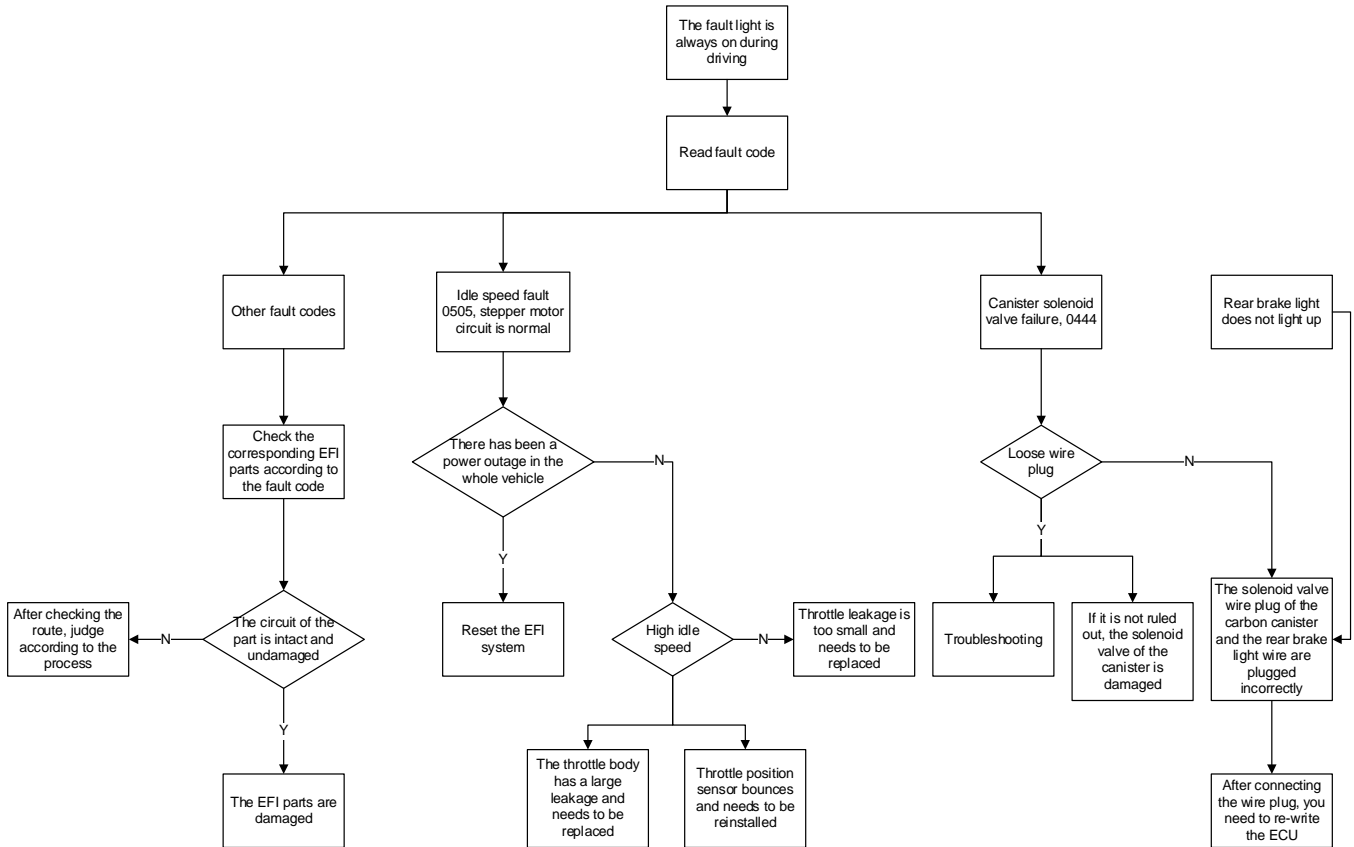 The fault light is
always on during
driving
Read fault code
Other fault codes
Idle speed fault
0505, stepper motor
circuit is normal
Canister solenoid
valve failure, 0444
Rear brake light
does not light up
Check the
corresponding EFI
parts according to
the fault code
There has been a
power outage in the
whole vehicle
N
Loose wire
plug
N
Y
Y
After checking the
route, judge
according to the
process
N
The circuit of the
part is intact and
undamaged
Reset the EFI
system
High idle
speed
N
Throttle leakage is
too small and
needs to be
replaced
Troubleshooting
If it is not ruled
out, the solenoid
valve of the
canister is
damaged
The solenoid valve
wire plug of the
carbon canister
and the rear brake
light wire are
plugged
incorrectly
Y
The EFI parts are
damaged
The throttle body
has a large
leakage and
needs to be
replaced
Throttle position
sensor bounces
and needs to be
reinstalled
After connecting
the wire plug, you
need to re-write
the ECU